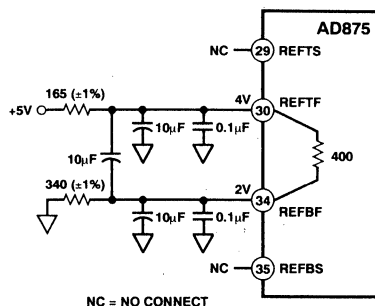 AD875
NC
29
REFTS
165 (±1%)
+5V
4V
30
REFTF
10µF
0.1µF
400
10µF
340 (±1%)
2V
34
REFBF
10µF
0.1µF
NC
35
REFBS
NC = NO CONNECT